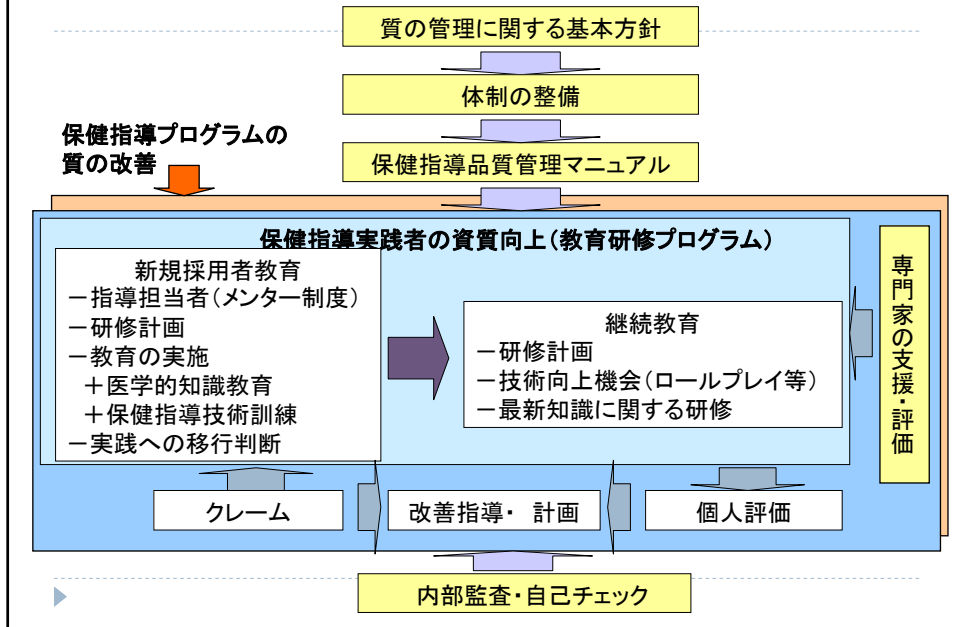 質の管理に関する基本方針
体制の整備
保健指導プログラムの
質の改善
保健指導品質管理マニュアル
保健指導実践者の資質向上(教育研修プログラム)
新規採用者教育
－指導担当者(メンター制度)
－研修計画
－教育の実施
＋医学的知識教育
＋保健指導技術訓練
－実践への移行判断
継続教育
－研修計画
－技術向上機会(ロールプレイ等)
－最新知識に関する研修
専門家の支援・評価
クレーム
改善指導・ 計画
個人評価
内部監査・自己チェック